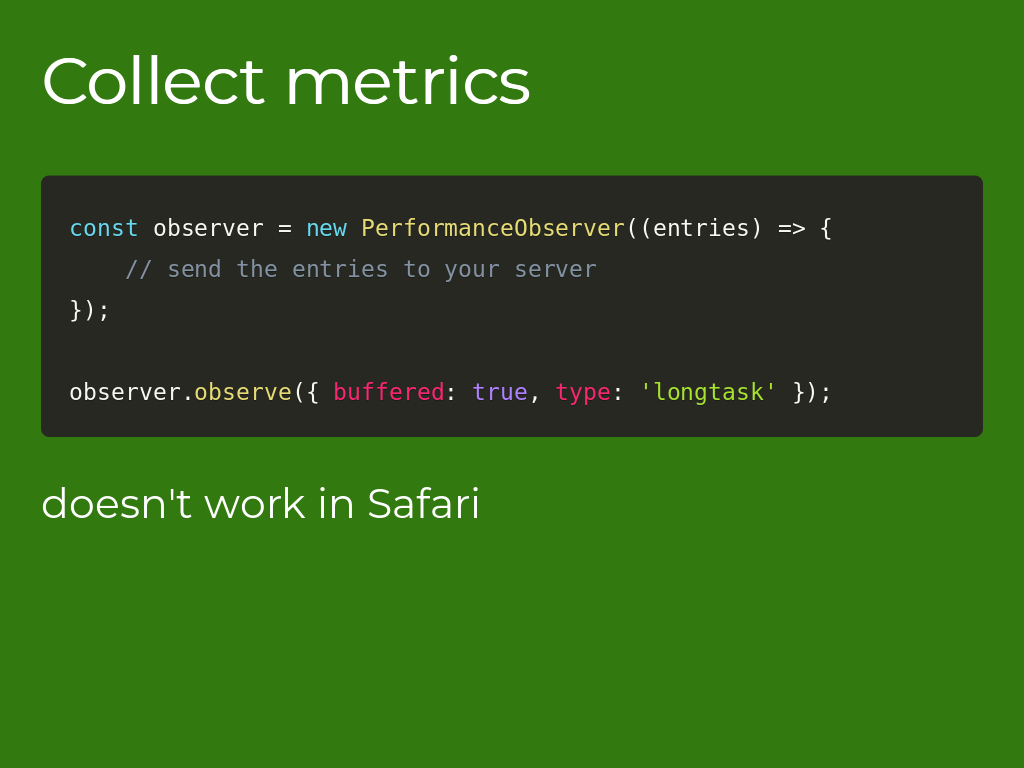 Collect metrics
const observer = new PerformanceObserver((entries) => {
    // send the entries to your server
});
observer.observe({ buffered: true, type: 'longtask' });
doesn't work in Safari